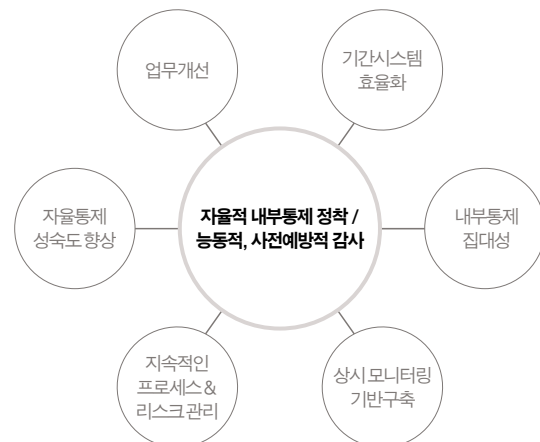 업무개선
기간시스템
효율화
자율통제
성숙도 향상
자율적 내부통제 정착 /
능동적, 사전예방적 감사
내부통제
집대성
지속적인
프로세스 &
리스크 관리
상시 모니터링
기반구축